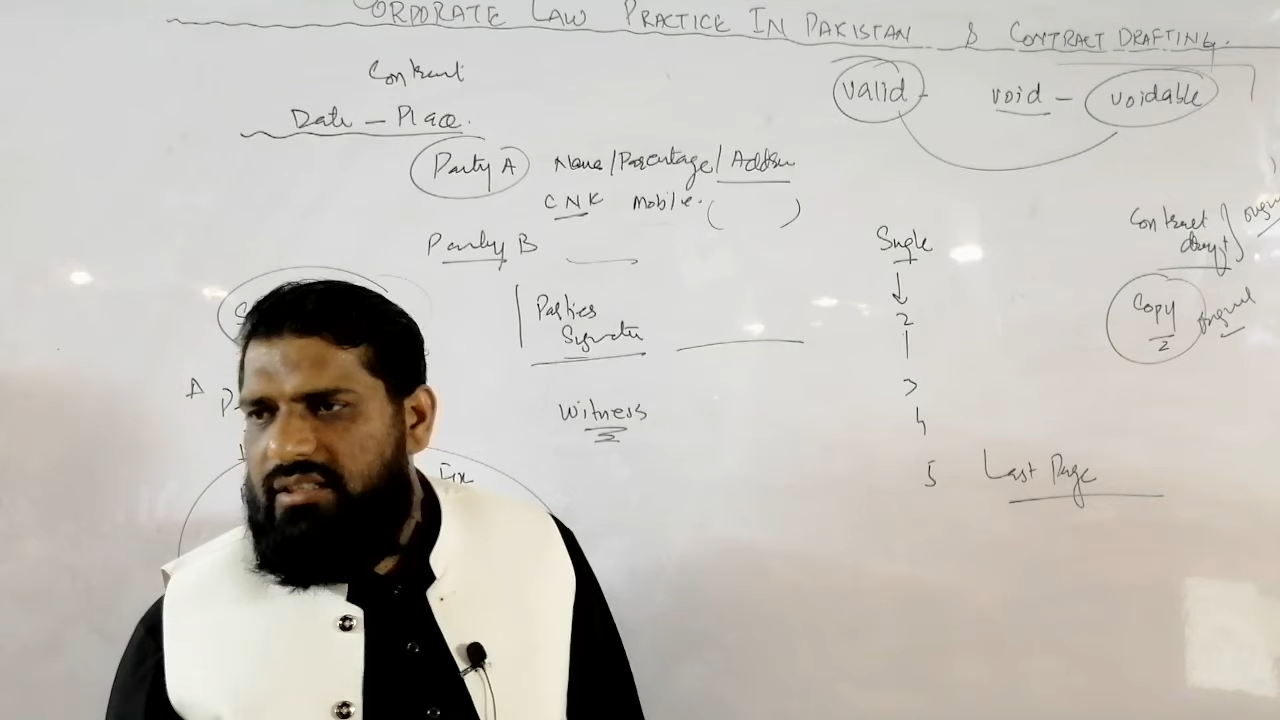 CORPORATE LAW PRACTICE IN PAKISTAN & CONTRACT DRAFTING.
Contract
Date - Place.
valid - void - voidable
Party A Name/Parentage/Address
CNIC Mobile. ( )
Party B
Parties
Signature
Witness
Single
2
3
4
5 Last Page
Contract
Copy
2
A